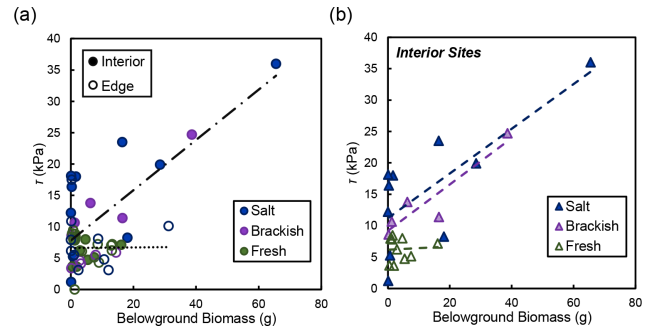 (a)
40
35
30
25
20
15
10
5
0
τ (kPa)
Interior
Edge
Salt
Brackish
Fresh
0 20 40 60 80
Belowground Biomass (g)
(b)
40
35
30
25
20
15
10
5
0
τ (kPa)
Interior Sites
Salt
Brackish
Fresh
0 20 40 60 80
Belowground Biomass (g)